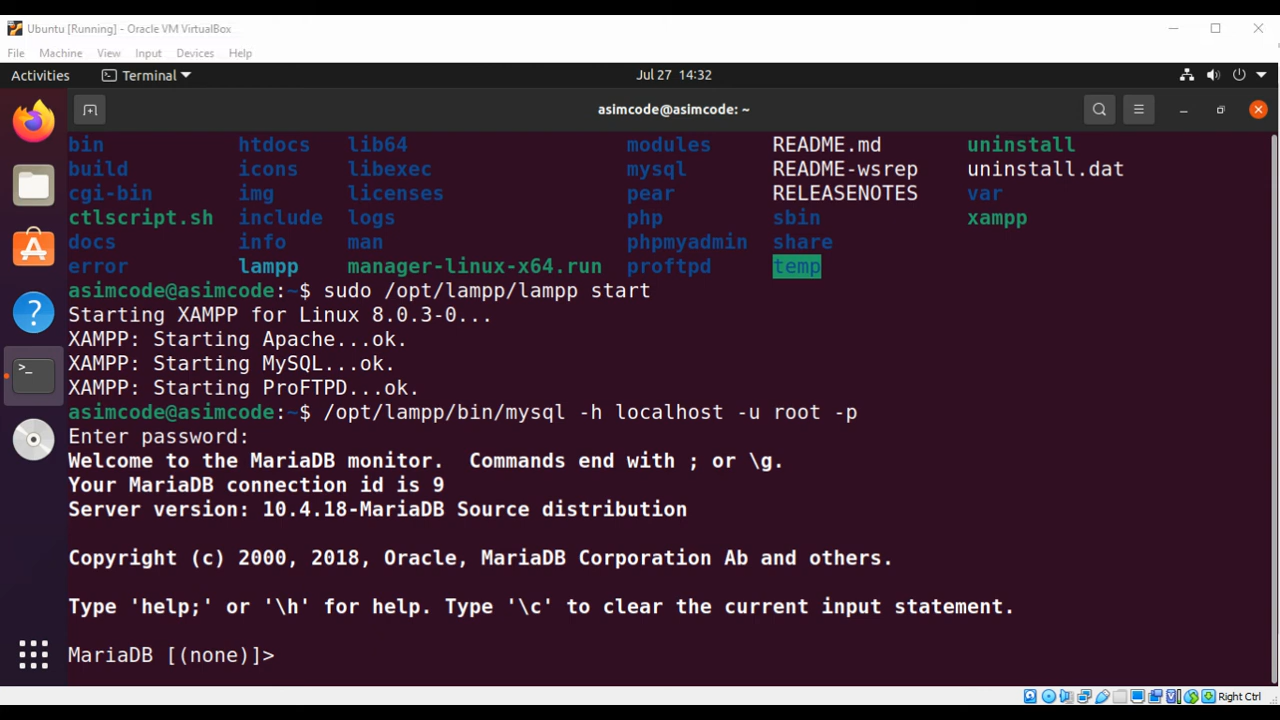 Ubuntu [Running] - Oracle VM VirtualBox
File Machine View Input Devices Help
Activities Terminal Jul 27 14:32
asimcode@asimcode: ~
bin htdocs lib64 modules README.md uninstall
build icons libexec mysql README-wsrep uninstall.dat
cgi-bin img licenses pear RELEASENOTES var
ctlscript.sh include logs php sbin xampp
docs info man phpmyadmin share
error lampp manager-linux-x64.run proftpd temp
asimcode@asimcode:~$ sudo /opt/lampp/lampp start
Starting XAMPP for Linux 8.0.3-0...
XAMPP: Starting Apache...ok.
XAMPP: Starting MySQL...ok.
XAMPP: Starting ProFTPD...ok.
asimcode@asimcode:~$ /opt/lampp/bin/mysql -h localhost -u root -p
Enter password:
Welcome to the MariaDB monitor.  Commands end with ; or \g.
Your MariaDB connection id is 9
Server version: 10.4.18-MariaDB Source distribution
Copyright (c) 2000, 2018, Oracle, MariaDB Corporation Ab and others.
Type 'help;' or '\h' for help. Type '\c' to clear the current input statement.
MariaDB [(none)]>
Right Ctrl